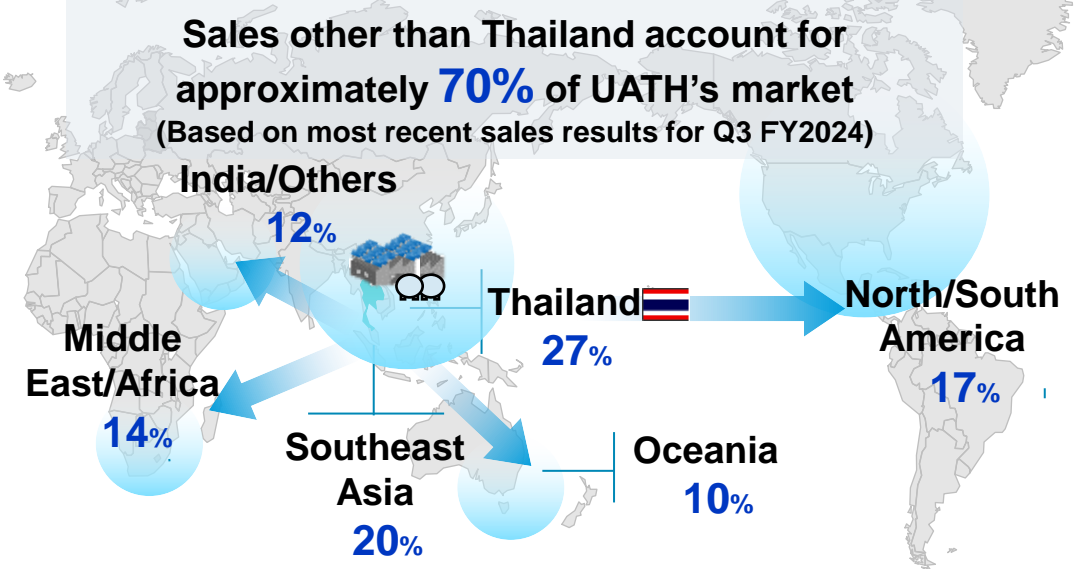 Sales other than Thailand account for
approximately 70% of UATH's market
(Based on most recent sales results for Q3 FY2024)
India/Others
12%
Thailand
27%
North/South
America
17%
Middle
East/Africa
14%
Southeast
Asia
20%
Oceania
10%